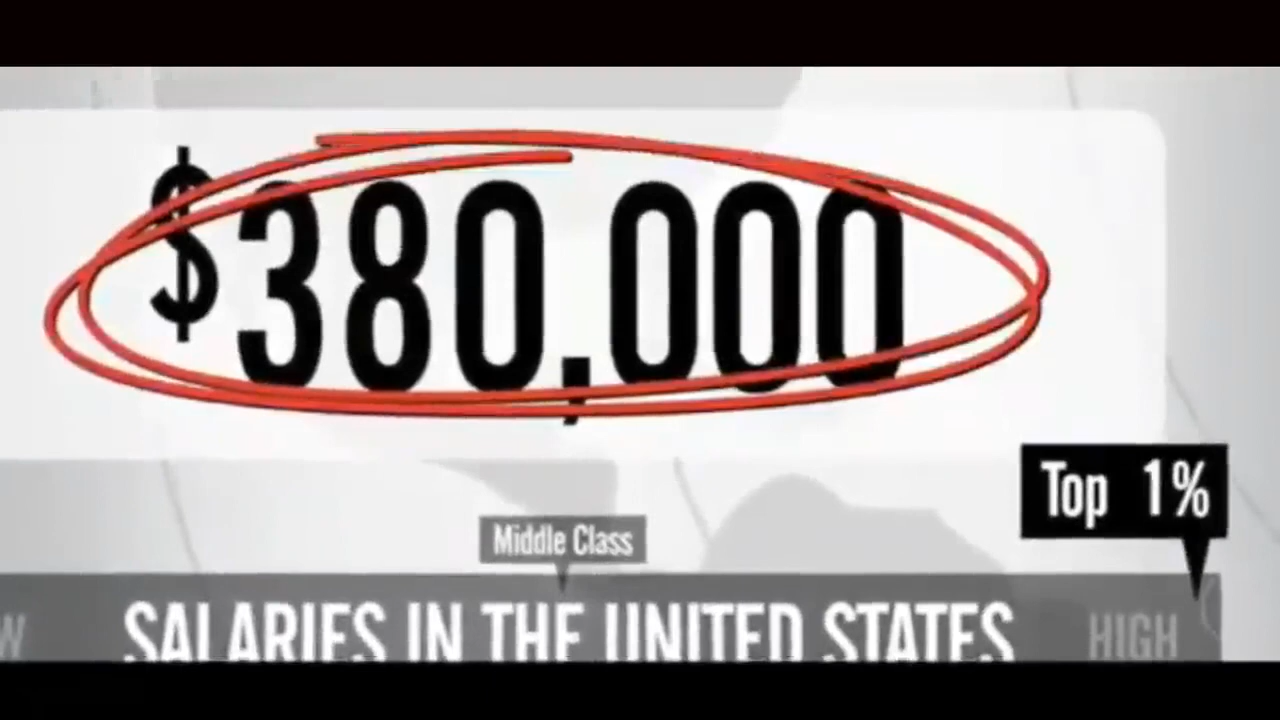 $380,000
Top 1%
Middle Class
SALARIES IN THE UNITED STATES
HIGH